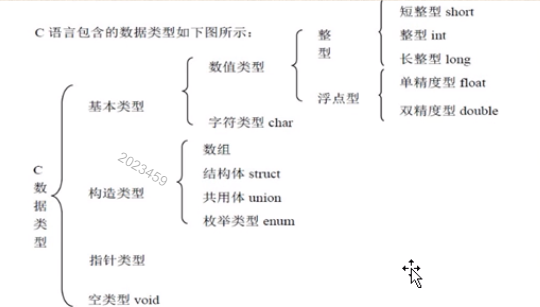 C 语言包含的数据类型如下图所示：
短整型 short
整型
整型 int
数值类型
长整型 long
单精度型 float
浮点型
基本类型
双精度型 double
字符类型 char
数组
2023459
C数据类型
结构体 struct
构造类型
共用体 union
枚举类型 enum
指针类型
空类型 void